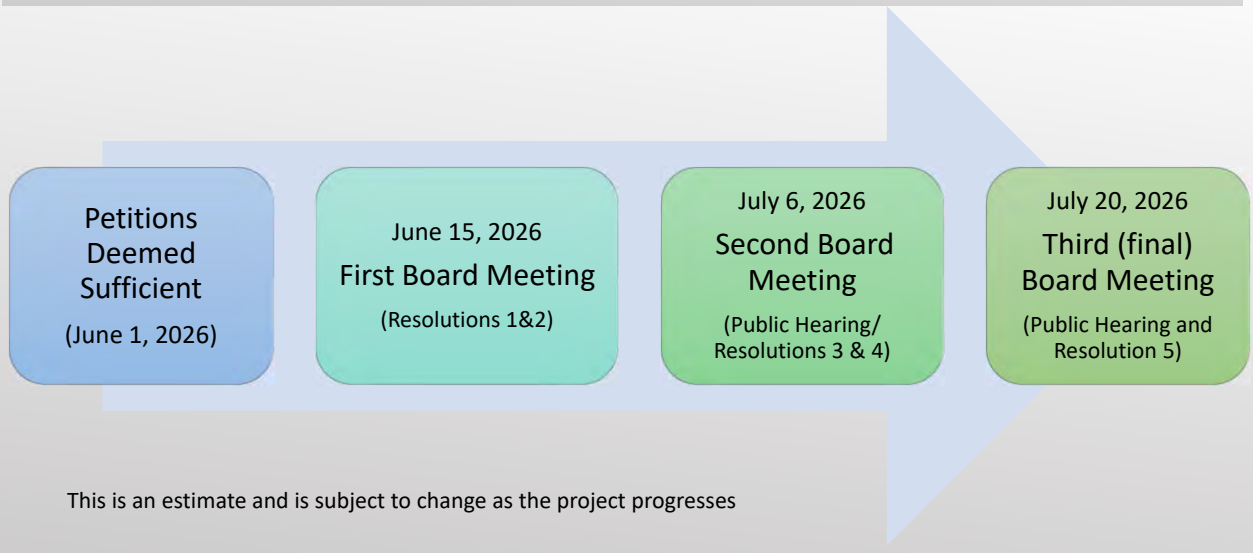 Petitions
Deemed
Sufficient
(June 1, 2026)
June 15, 2026
First Board Meeting
(Resolutions 1&2)
July 6, 2026
Second Board
Meeting
(Public Hearing/
Resolutions 3 & 4)
July 20, 2026
Third (final)
Board Meeting
(Public Hearing and
Resolution 5)
This is an estimate and is subject to change as the project progresses